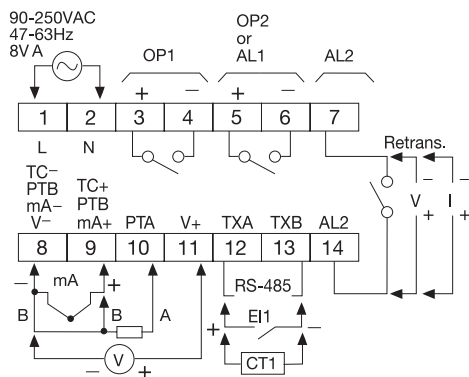 90-250VAC
47-63Hz
8VA
OP1
OP2
or
AL1
AL2
+ − + −
1 2 3 4 5 6 7
L N
Retrans.
− −
V I
+ +
TC− TC+
PTB PTB
mA− mA+
V− PTA V+ TXA TXB AL2
8 9 10 11 12 13 14
− mA +
RS-485
B B A
+ EI1 −
V
− +
CT1